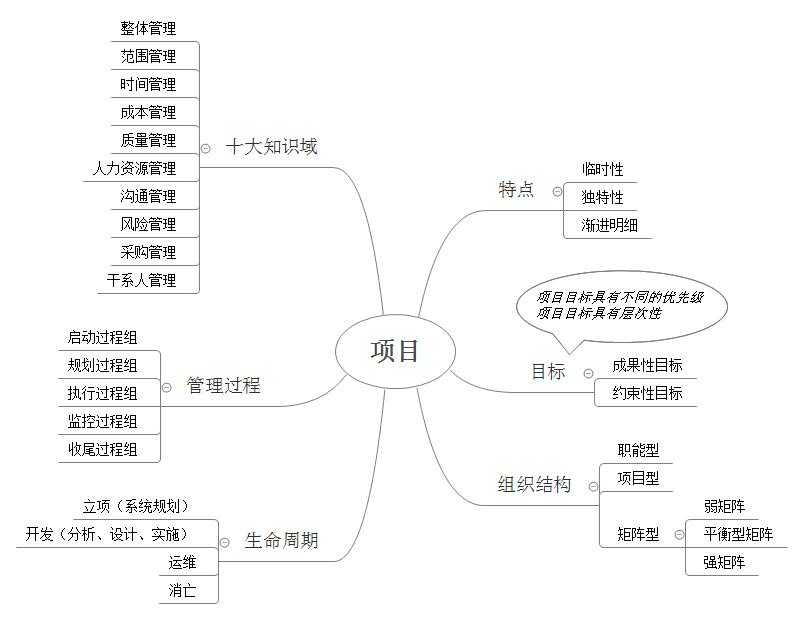 项目
十大知识域
整体管理
范围管理
时间管理
成本管理
质量管理
人力资源管理
沟通管理
风险管理
采购管理
干系人管理
管理过程
启动过程组
规划过程组
执行过程组
监控过程组
收尾过程组
生命周期
立项（系统规划）
开发（分析、设计、实施）
运维
消亡
特点
临时性
独特性
渐进明细
项目目标具有不同的优先级
项目目标具有层次性
目标
成果性目标
约束性目标
组织结构
职能型
项目型
矩阵型
弱矩阵
平衡型矩阵
强矩阵